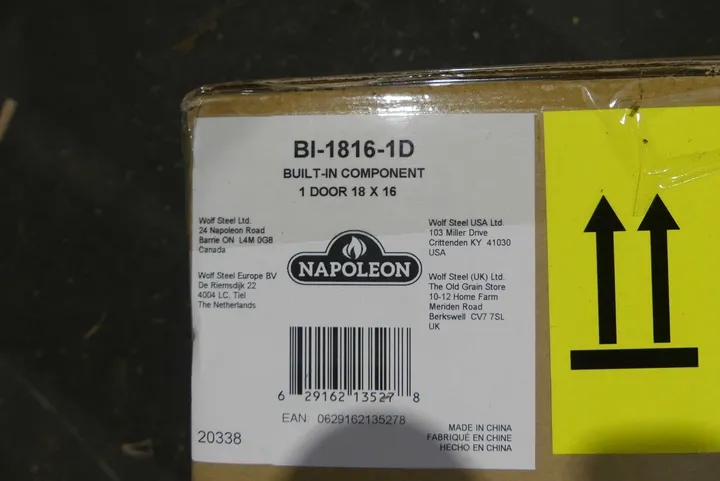 BI-1816-1D
BUILT-IN COMPONENT
1 DOOR 18 X 16
Wolf Steel Ltd.
24 Napoleon Road
Barrie ON L4M 0G8
Canada
Wolf Steel Europe BV
De Riemsdijk 22
4004 LC, Tiel
The Netherlands
NAPOLEON
Wolf Steel USA Ltd.
103 Miller Drive
Crittenden KY 41030
USA
Wolf Steel (UK) Ltd.
The Old Grain Store
10-12 Home Farm
Meriden Road
Berkswell CV7 7SL
UK
6 29162 13527 8
EAN: 0629162135278
20338
MADE IN CHINA
FABRIQUÉ EN CHINE
HECHO EN CHINA